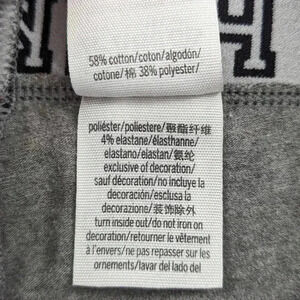 58% cotton/coton/algodón/
cotone/棉 38% polyester/
poliéster/poliestere/聚酯纤维
4% elastane/élasthanne/
elastano/elastan/氨纶
exclusive of decoration/
sauf décoration/no incluye la
decoración/esclusa la
decorazione/装饰除外
turn inside out/do not iron on
decoration/retourner le vêtement
à l'envers/ne pas repasser sur les
ornements/lavar del lado del